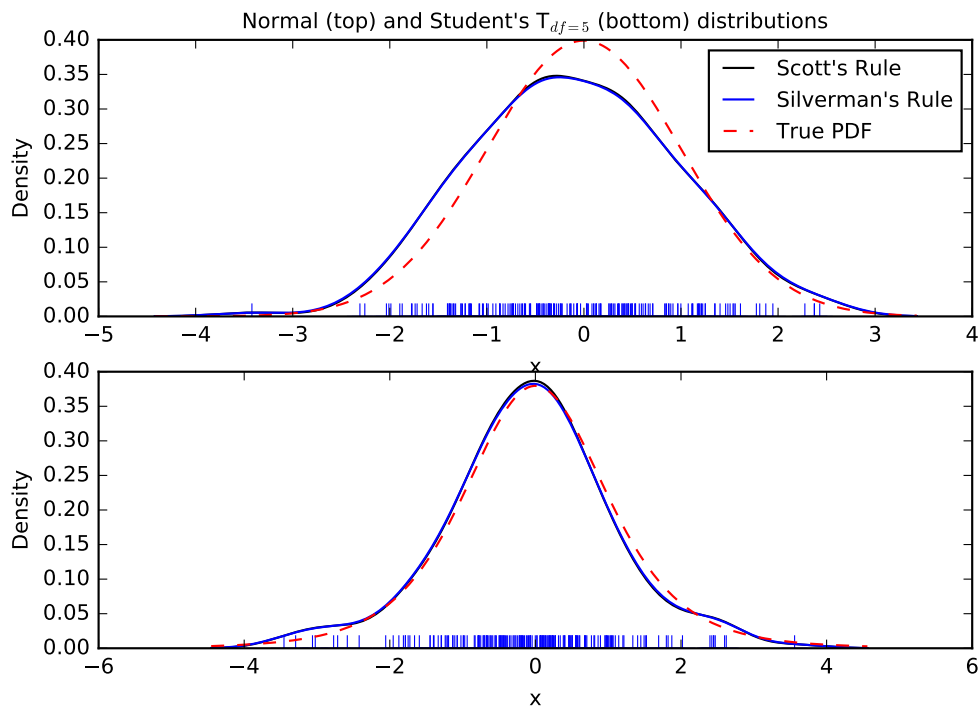 Normal (top) and Student's T df=5 (bottom) distributions
0.40
0.35
0.30
0.25
0.20
0.15
0.10
0.05
0.00
Density
Scott's Rule
Silverman's Rule
True PDF
−5 −4 −3 −2 −1 0 1 2 3 4
x
0.40
0.35
0.30
0.25
0.20
0.15
0.10
0.05
0.00
Density
−6 −4 −2 0 2 4 6
x